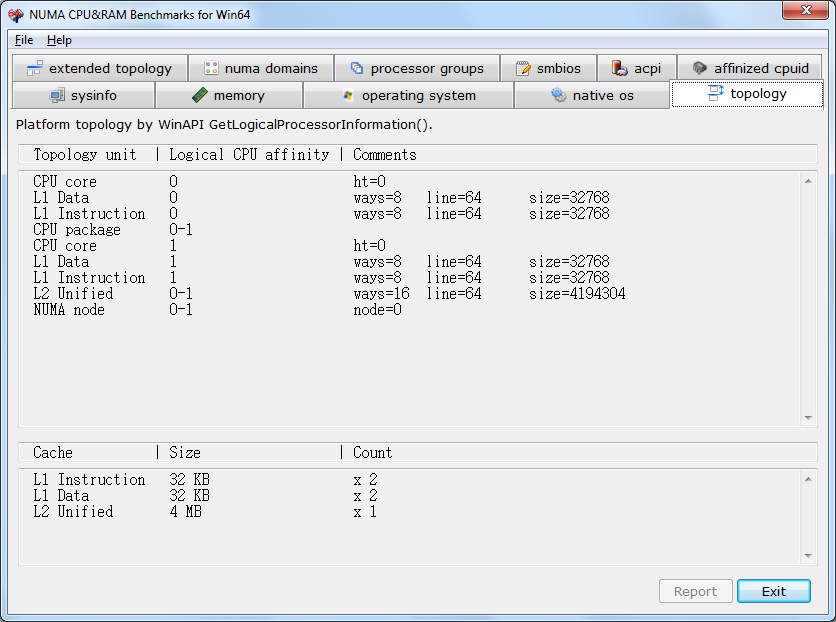 NUMA CPU&RAM Benchmarks for Win64
File Help
extended topology numa domains processor groups smbios acpi affinized cpuid
sysinfo memory operating system native os topology
Platform topology by WinAPI GetLogicalProcessorInformation().
Topology unit | Logical CPU affinity | Comments
CPU core 0 ht=0
L1 Data 0 ways=8 line=64 size=32768
L1 Instruction 0 ways=8 line=64 size=32768
CPU package 0-1
CPU core 1 ht=0
L1 Data 1 ways=8 line=64 size=32768
L1 Instruction 1 ways=8 line=64 size=32768
L2 Unified 0-1 ways=16 line=64 size=4194304
NUMA node 0-1 node=0
Cache | Size | Count
L1 Instruction 32 KB x 2
L1 Data 32 KB x 2
L2 Unified 4 MB x 1
Report Exit